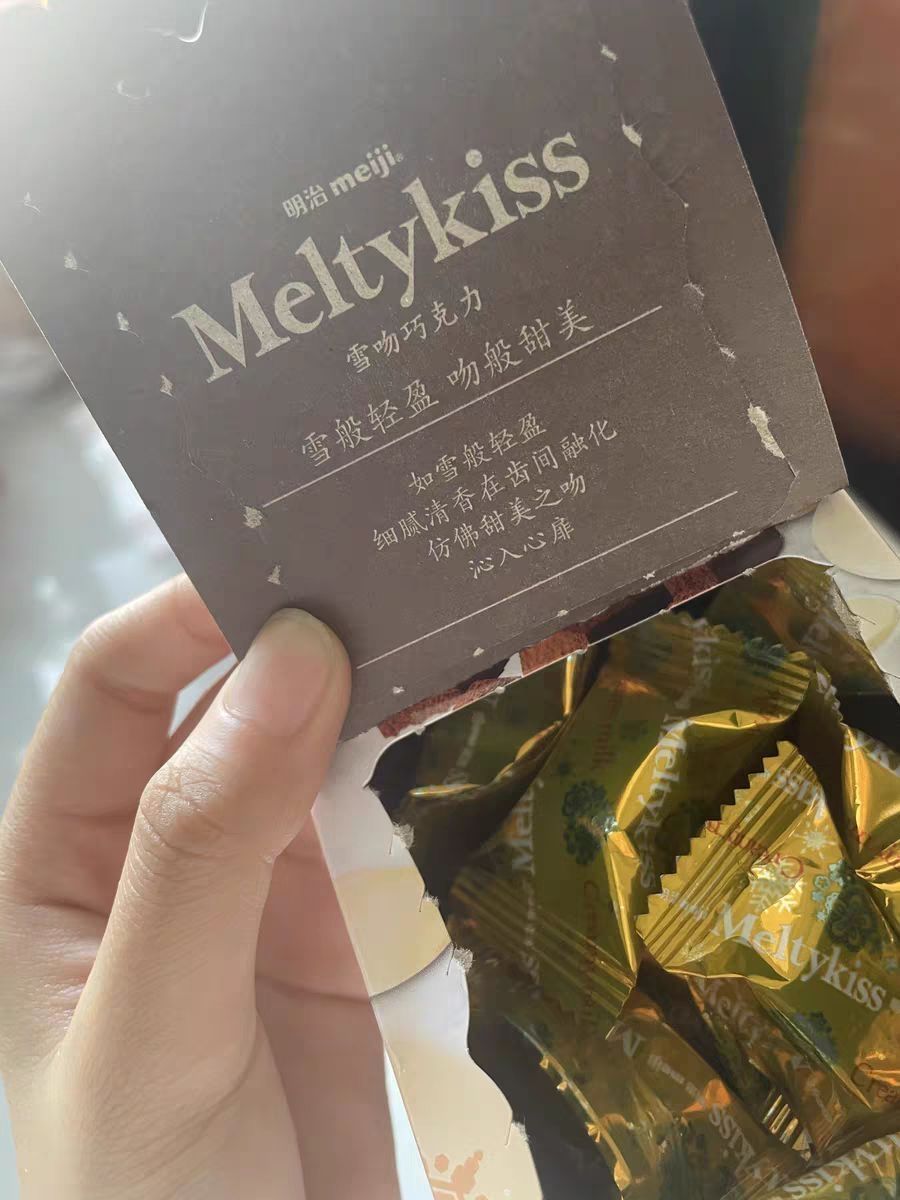 明治 meiji®
Meltykiss
雪吻巧克力
雪般轻盈 吻般甜美
如雪般轻盈
细腻清香在齿间融化
仿佛甜美之吻
沁入心扉
Meltykiss
Meltykiss